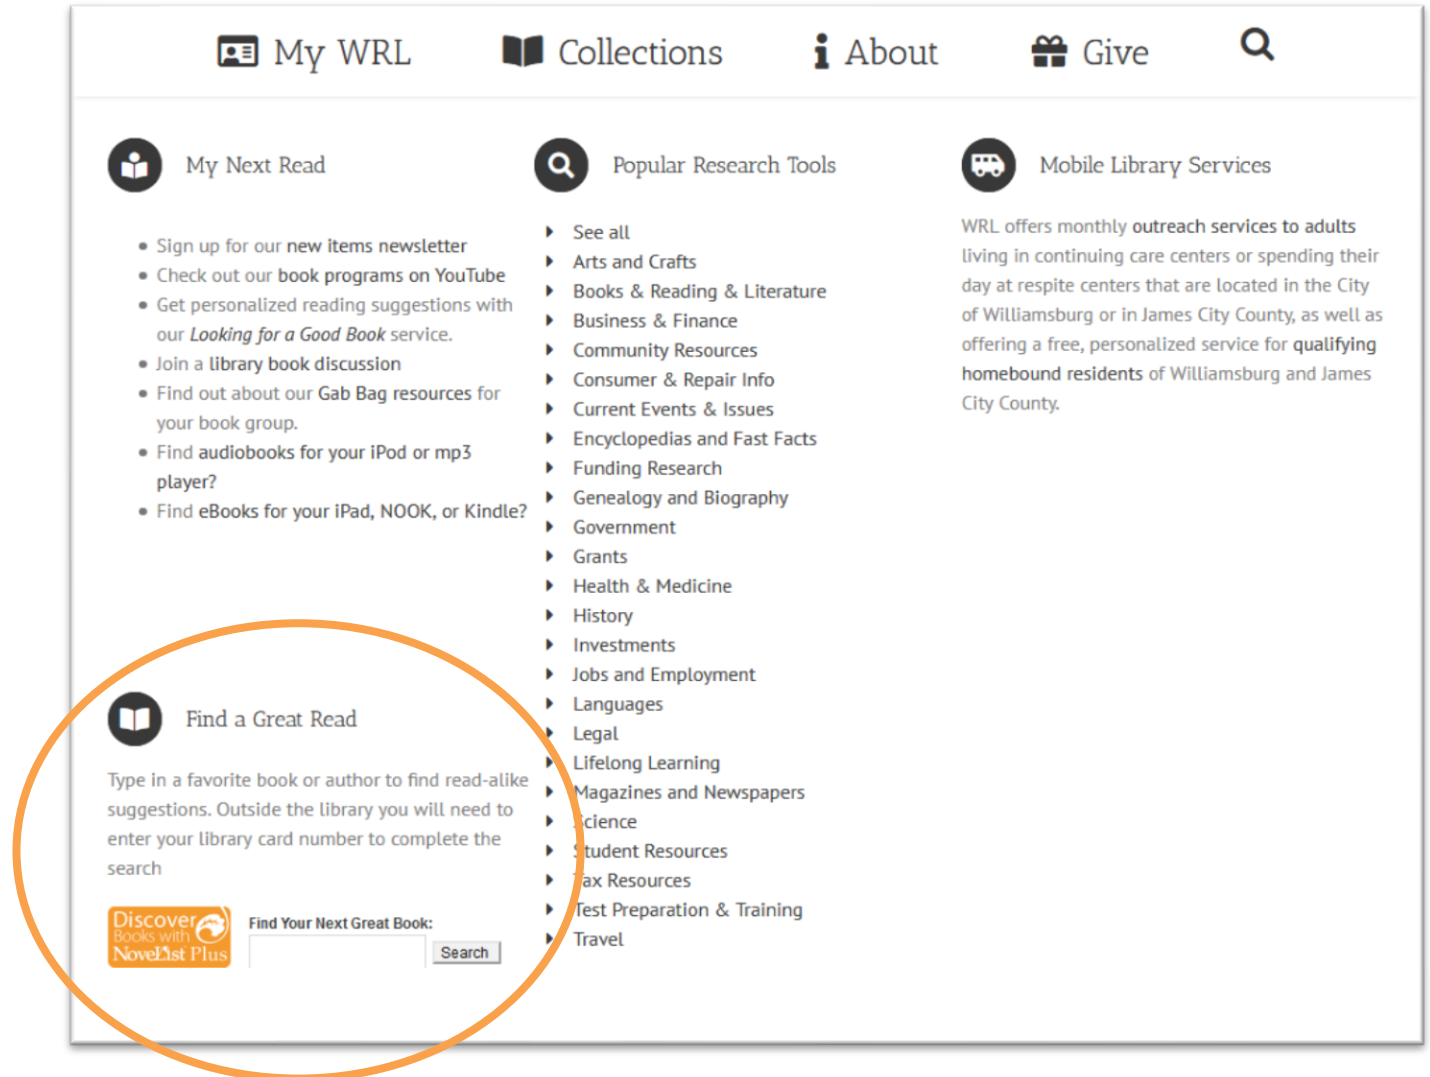 My WRL
Collections
About
Give
My Next Read
Sign up for our new items newsletter
Check out our book programs on YouTube
Get personalized reading suggestions with
our Looking for a Good Book service.
Join a library book discussion
Find out about our Gab Bag resources for
your book group.
Find audiobooks for your iPod or mp3
player?
Find eBooks for your iPad, NOOK, or Kindle?
Find a Great Read
Type in a favorite book or author to find read-alike
suggestions. Outside the library you will need to
enter your library card number to complete the
search
Discover
Books with
NoveList Plus
Find Your Next Great Book:
Search
Popular Research Tools
See all
Arts and Crafts
Books & Reading & Literature
Business & Finance
Community Resources
Consumer & Repair Info
Current Events & Issues
Encyclopedias and Fast Facts
Funding Research
Genealogy and Biography
Government
Grants
Health & Medicine
History
Investments
Jobs and Employment
Languages
Legal
Lifelong Learning
Magazines and Newspapers
Science
Student Resources
Tax Resources
Test Preparation & Training
Travel
Mobile Library Services
WRL offers monthly outreach services to adults
living in continuing care centers or spending their
day at respite centers that are located in the City
of Williamsburg or in James City County, as well as
offering a free, personalized service for qualifying
homebound residents of Williamsburg and James
City County.